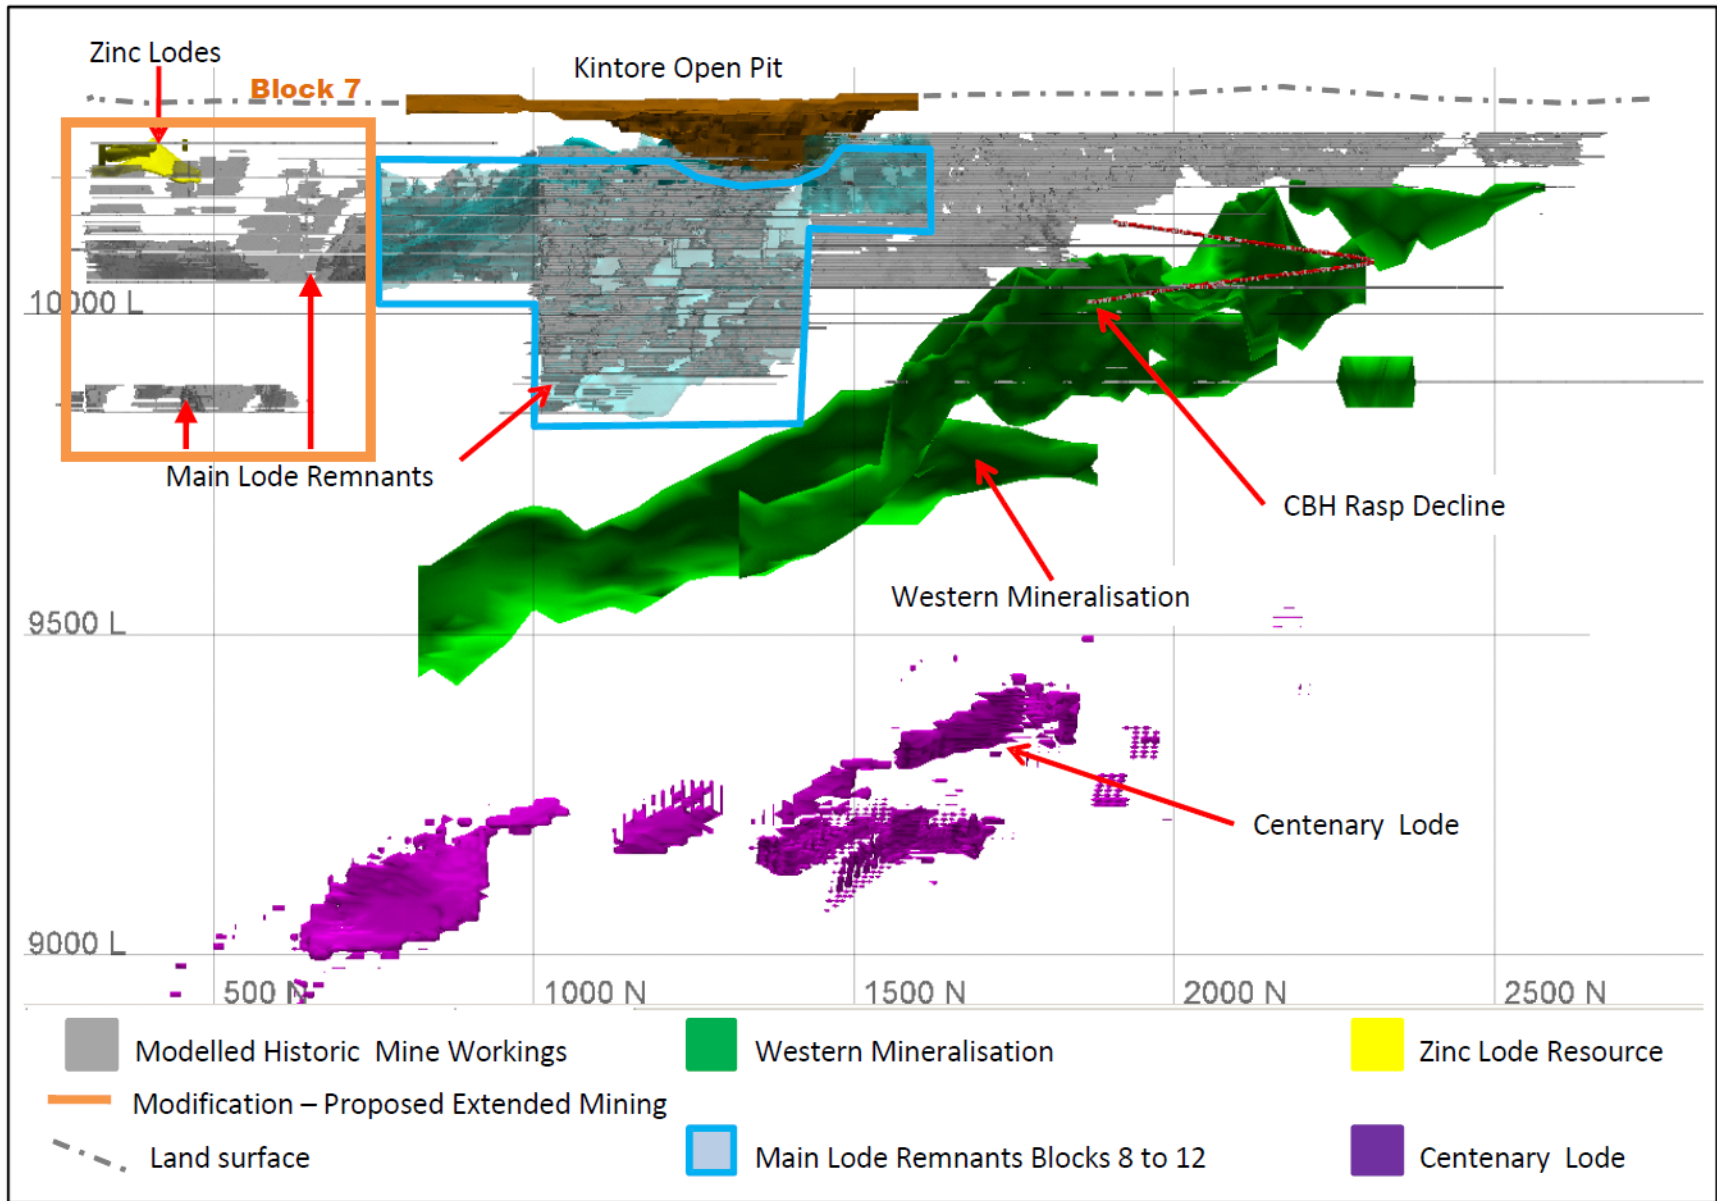 Zinc Lodes
Block 7
Kintore Open Pit
10000 L
Main Lode Remnants
CBH Rasp Decline
Western Mineralisation
9500 L
Centenary Lode
9000 L
500 N
1000 N
1500 N
2000 N
2500 N
Modelled Historic Mine Workings
Western Mineralisation
Zinc Lode Resource
Modification – Proposed Extended Mining
Land surface
Main Lode Remnants Blocks 8 to 12
Centenary Lode